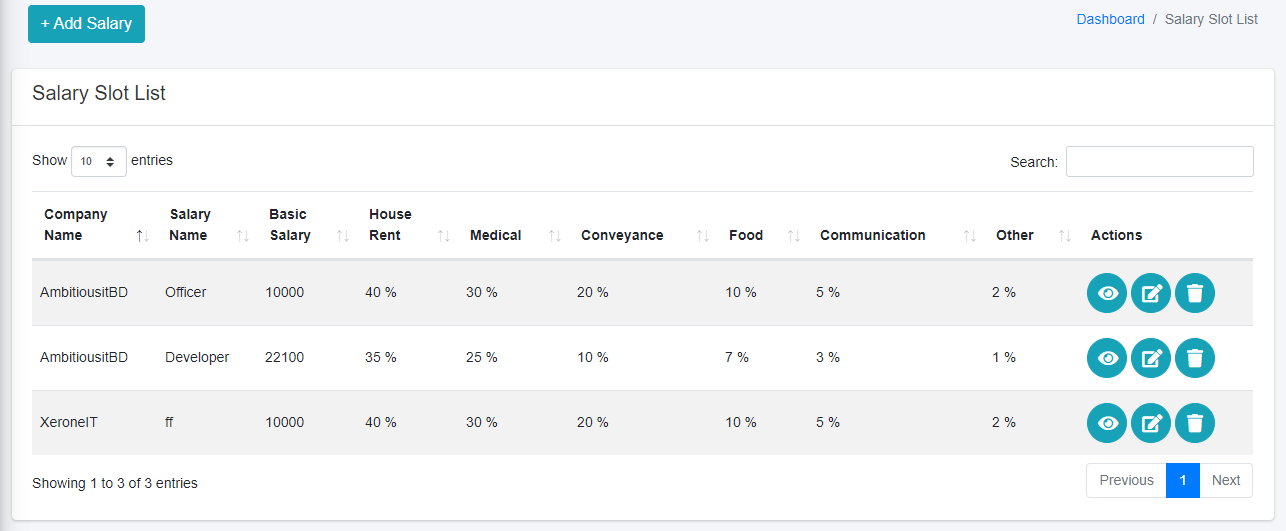 + Add Salary
Dashboard / Salary Slot List
Salary Slot List
Show 10 entries
Search:
Company Name Salary Name Basic Salary House Rent Medical Conveyance Food Communication Other Actions
AmbitiousitBD Officer 10000 40 % 30 % 20 % 10 % 5 % 2 %
AmbitiousitBD Developer 22100 35 % 25 % 10 % 7 % 3 % 1 %
XeroneIT ff 10000 40 % 30 % 20 % 10 % 5 % 2 %
Showing 1 to 3 of 3 entries
Previous 1 Next